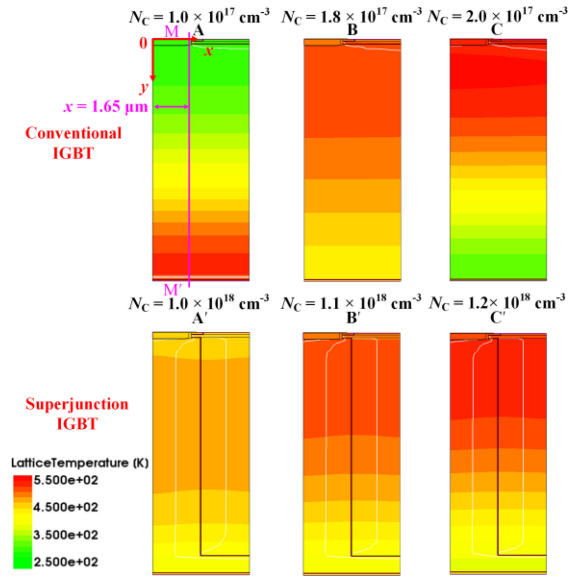 N_C = 1.0 × 10^17 cm^-3 N_C = 1.8 × 10^17 cm^-3 N_C = 2.0 × 10^17 cm^-3
M A B C
0 x
y
x = 1.65 μm
Conventional
IGBT
M'
N_C = 1.0 × 10^18 cm^-3 N_C = 1.1 × 10^18 cm^-3 N_C = 1.2× 10^18 cm^-3
A' B' C'
Superjunction
IGBT
LatticeTemperature (K)
5.500e+02
4.500e+02
3.500e+02
2.500e+02